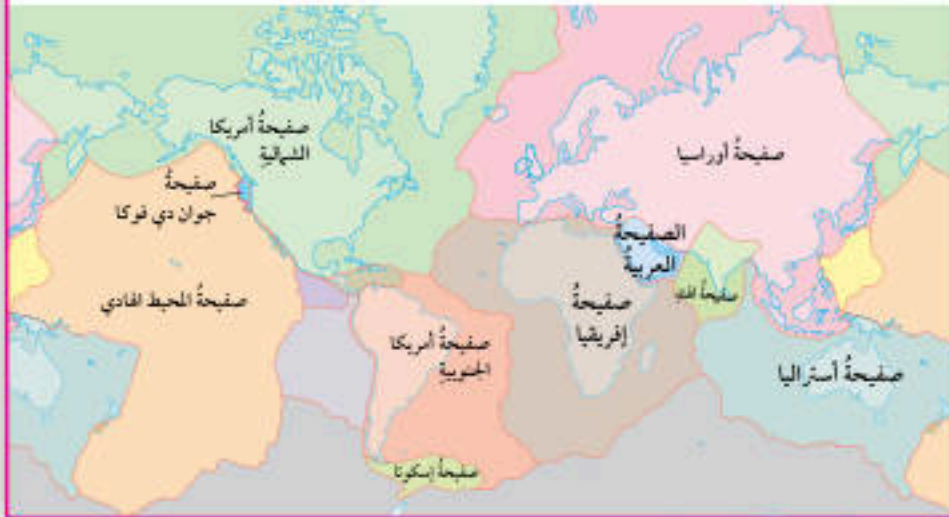 صفيحةُ أمريكا
الشماليةِ
صفيحةُ أوراسيا
صفيحةُ
جوان دي فوكا
الصفيحةُ
العربيةُ
صفيحةُ الهند
صفيحةُ المحيط الهادي
صفيحةُ
إفريقيا
صفيحةُ أمريكا
الجنوبيةِ
صفيحةُ أستراليا
صفيحةُ إسكوتا